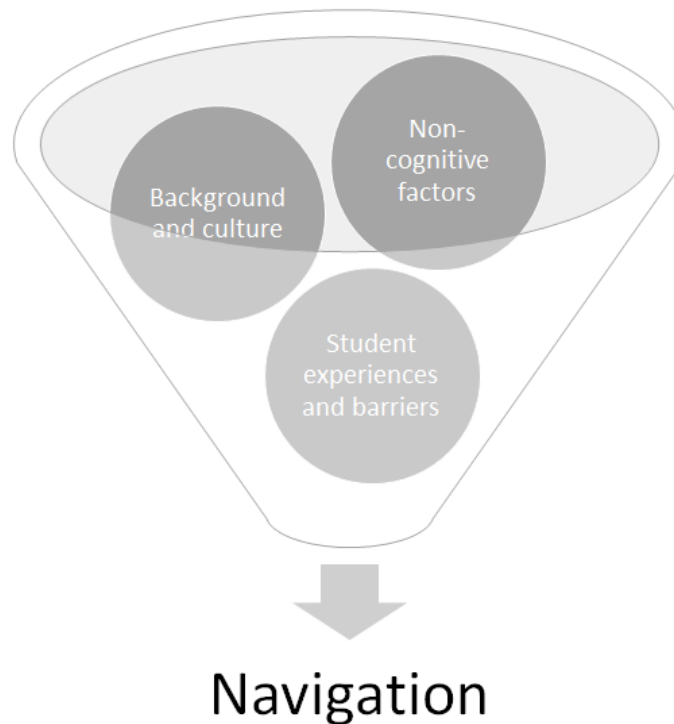 Non-
cognitive
factors
Background
and culture
Student
experiences
and barriers
Navigation